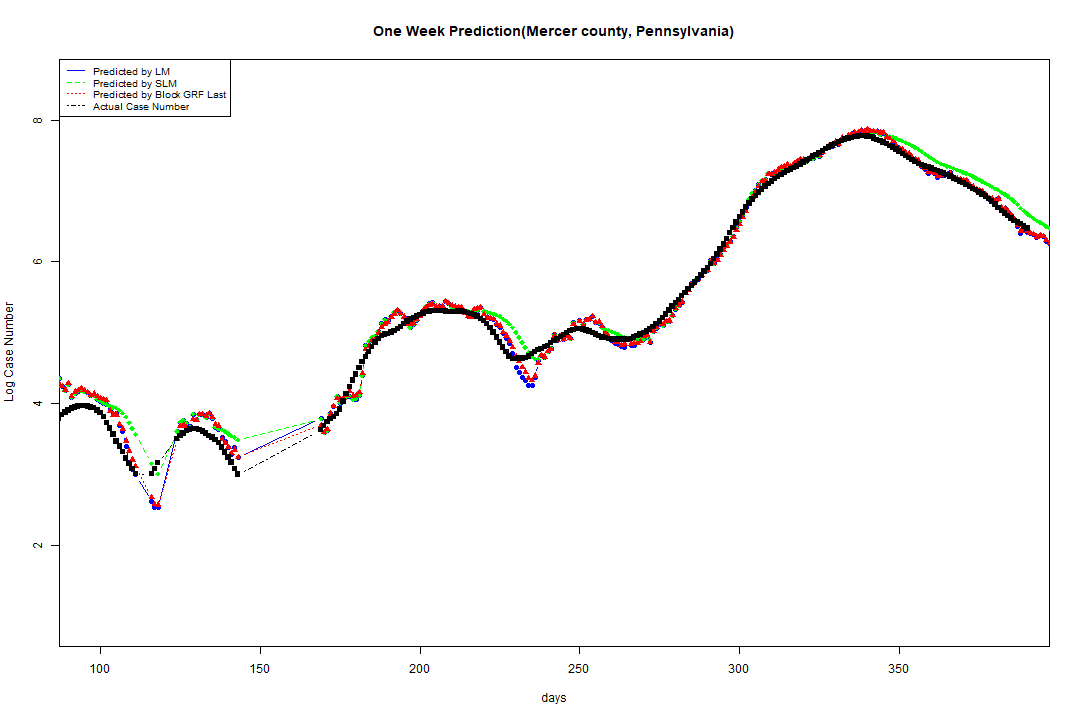 One Week Prediction(Mercer county, Pennsylvania)
Predicted by LM
Predicted by SLM
Predicted by Block GRF Last
Actual Case Number
8
6
4
2
Log Case Number
100 150 200 250 300 350
days